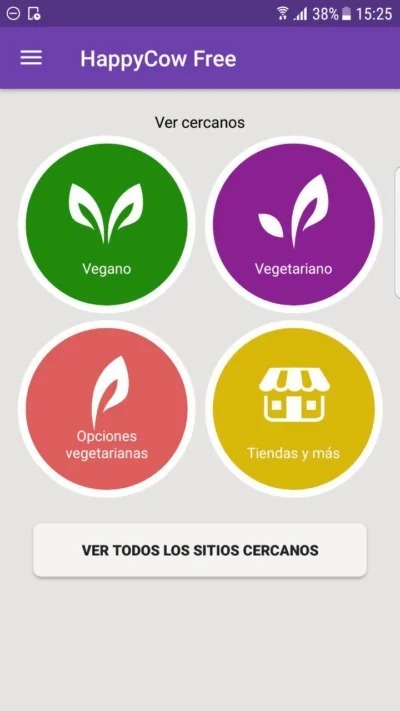 38% 15:25
HappyCow Free
Ver cercanos
Vegano
Vegetariano
Opciones
vegetarianas
Tiendas y más
VER TODOS LOS SITIOS CERCANOS